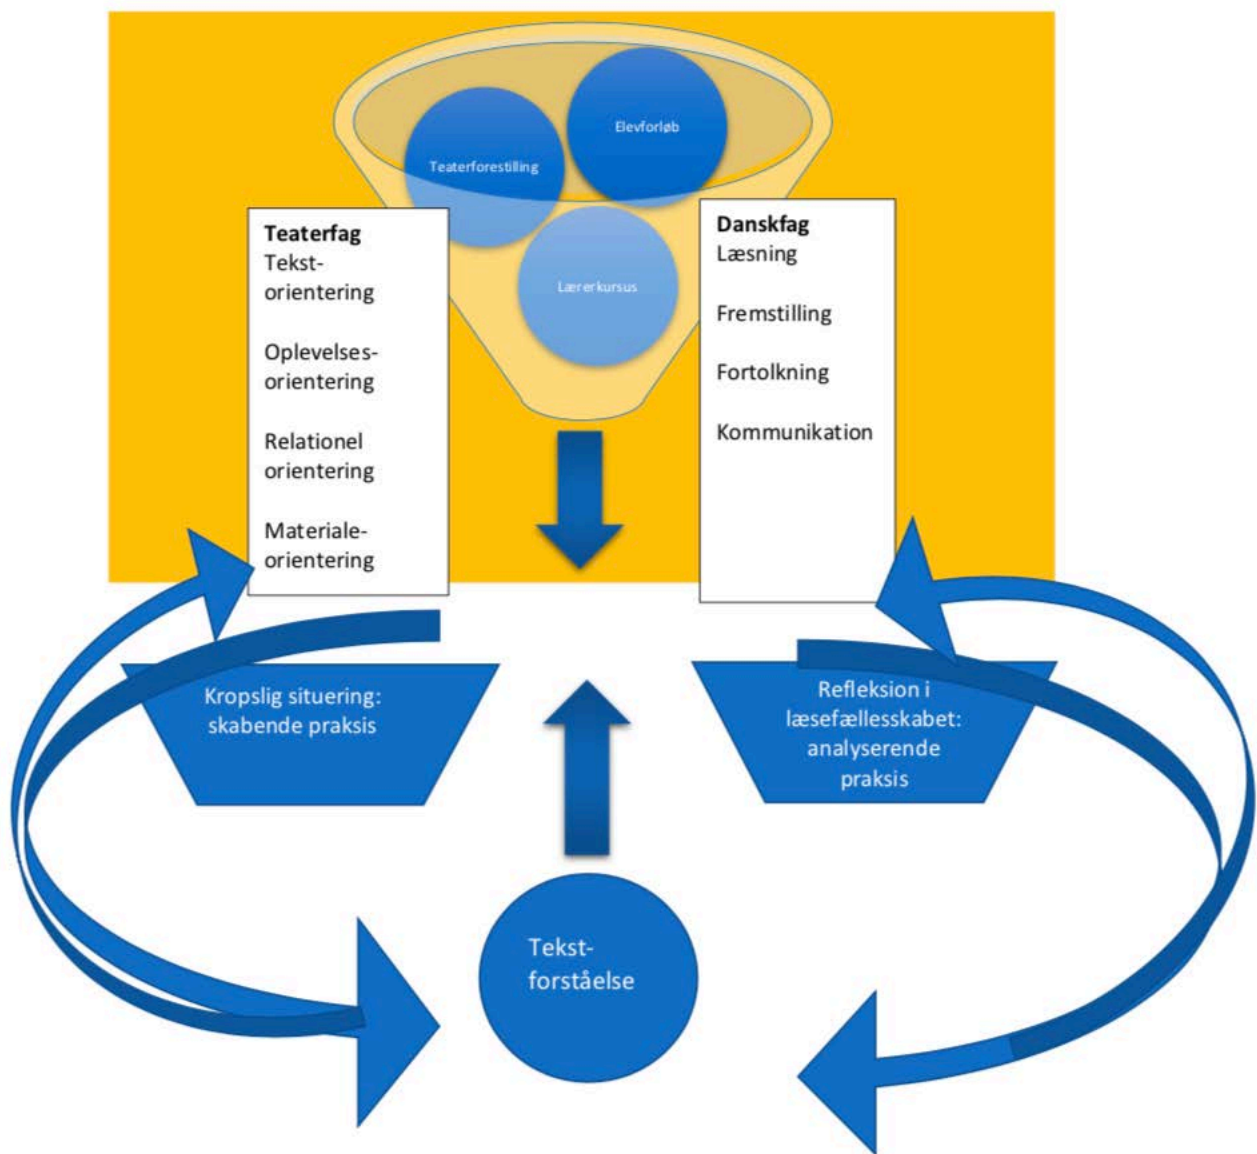 Elevforløb
Teaterforestilling
Lærerkursus
Teaterfag
Tekst-
orientering
Oplevelses-
orientering
Relationel
orientering
Materiale-
orientering
Danskfag
Læsning
Fremstilling
Fortolkning
Kommunikation
Kropslig situering:
skabende praksis
Refleksion i
læsefællesskabet:
analyserende
praksis
Tekst-
forståelse